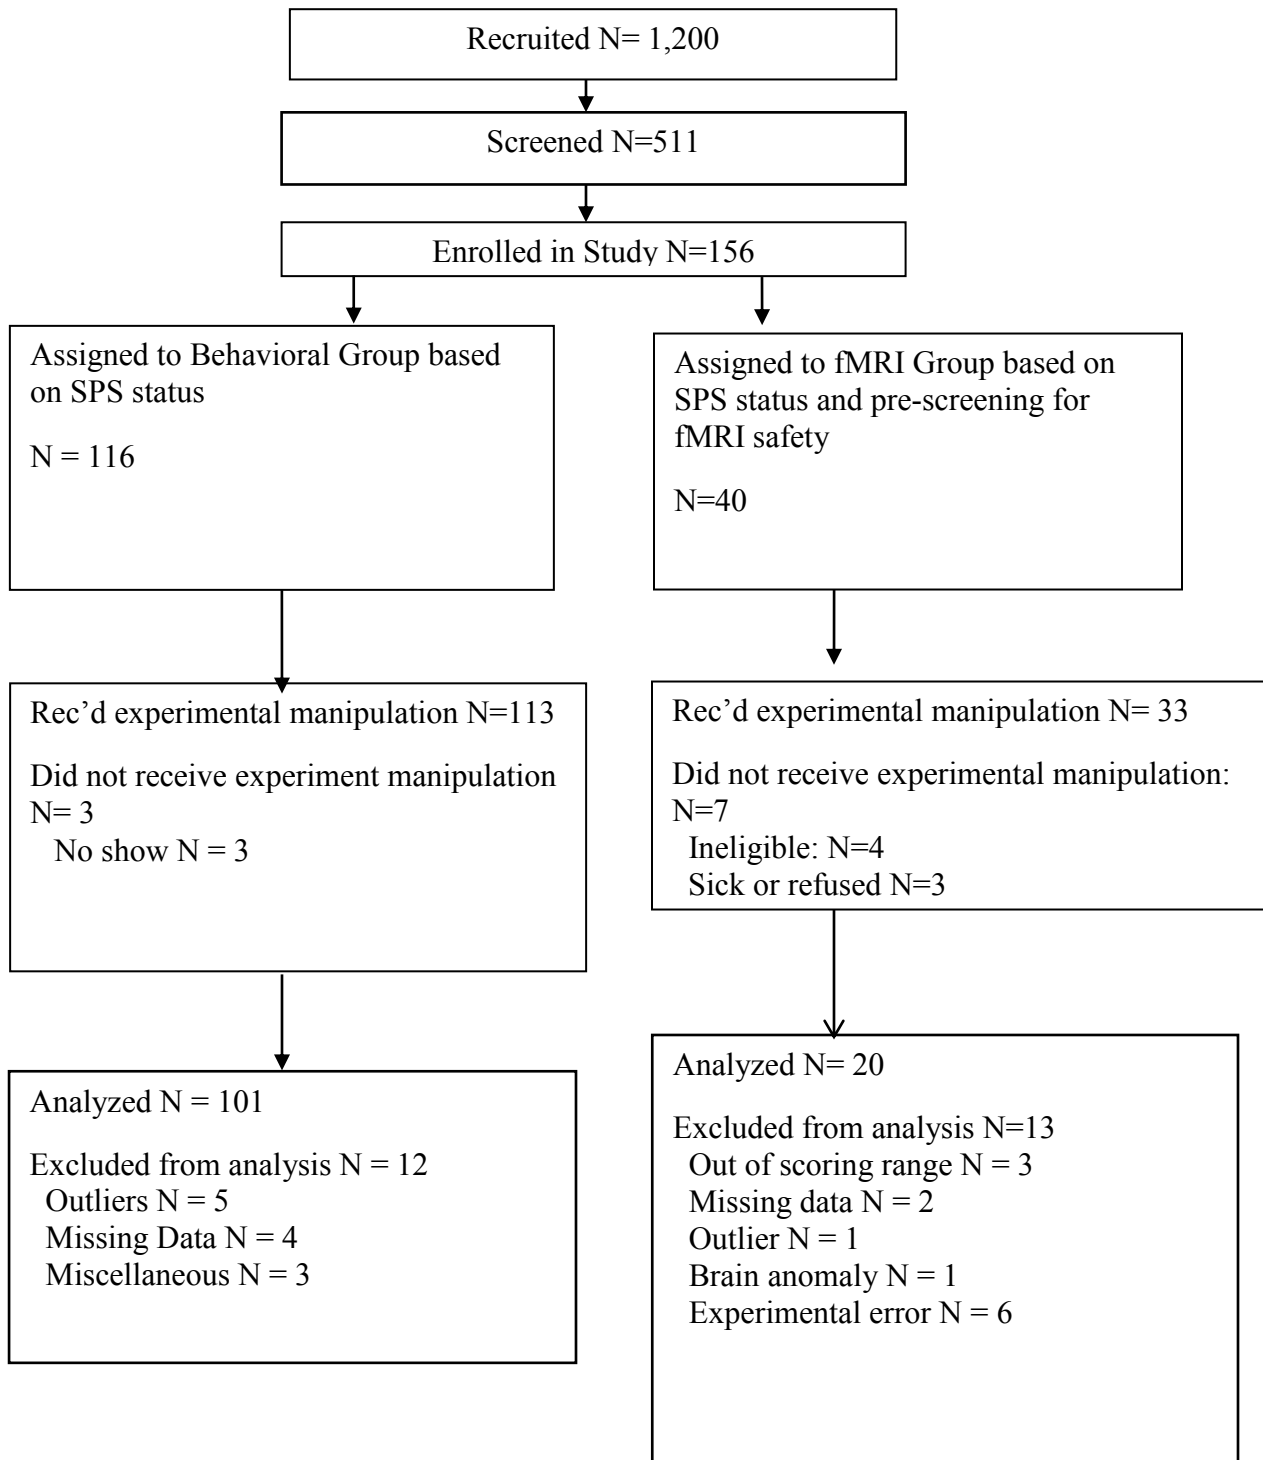 Recruited N= 1,200
Screened N=511
Enrolled in Study N=156
Assigned to Behavioral Group based
on SPS status
N = 116
Assigned to fMRI Group based on
SPS status and pre-screening for
fMRI safety
N=40
Rec’d experimental manipulation N=113
Did not receive experiment manipulation
N= 3
No show N = 3
Rec’d experimental manipulation N= 33
Did not receive experimental manipulation:
N=7
Ineligible: N=4
Sick or refused N=3
Analyzed N = 101
Excluded from analysis N = 12
Outliers N = 5
Missing Data N = 4
Miscellaneous N = 3
Analyzed N= 20
Excluded from analysis N=13
Out of scoring range N = 3
Missing data N = 2
Outlier N = 1
Brain anomaly N = 1
Experimental error N = 6